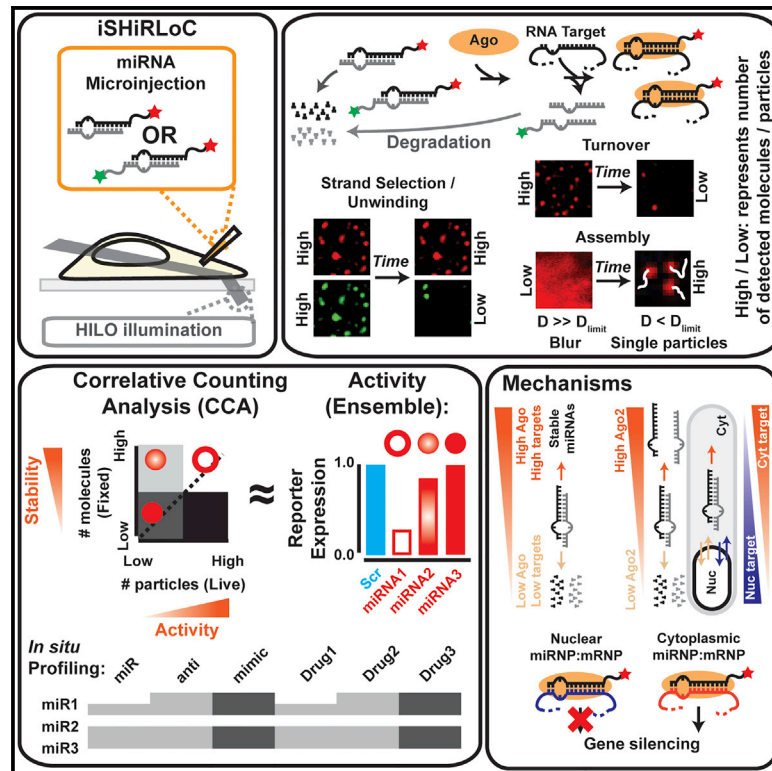 iSHiRLoC
miRNA
Microinjection
OR
HILO illumination
Ago
RNA Target
Degradation
Strand Selection /
Unwinding
High
High
Time
High
Low
Turnover
High
Time
Low
Assembly
Low
Time
High
D >> Dlimit
D < Dlimit
Blur
Single particles
High / Low: represents number
of detected molecules / particles
Correlative Counting
Analysis (CCA)
Stability
# molecules
(Fixed)
High
Low
Low
High
# particles (Live)
Activity
≈
Activity
(Ensemble):
Reporter
Expression
1.0
0.0
Scr
miRNA1
miRNA2
miRNA3
In situ
Profiling:
miR
anti
mimic
Drug1
Drug2
Drug3
miR1
miR2
miR3
Mechanisms
High Ago
High targets
Stable
miRNAs
Low Ago
Low targets
High Ago2
Low Ago2
Cyt
Nuc
Cyt target
Nuc target
Nuclear
miRNP:mRNP
Cytoplasmic
miRNP:mRNP
Gene silencing